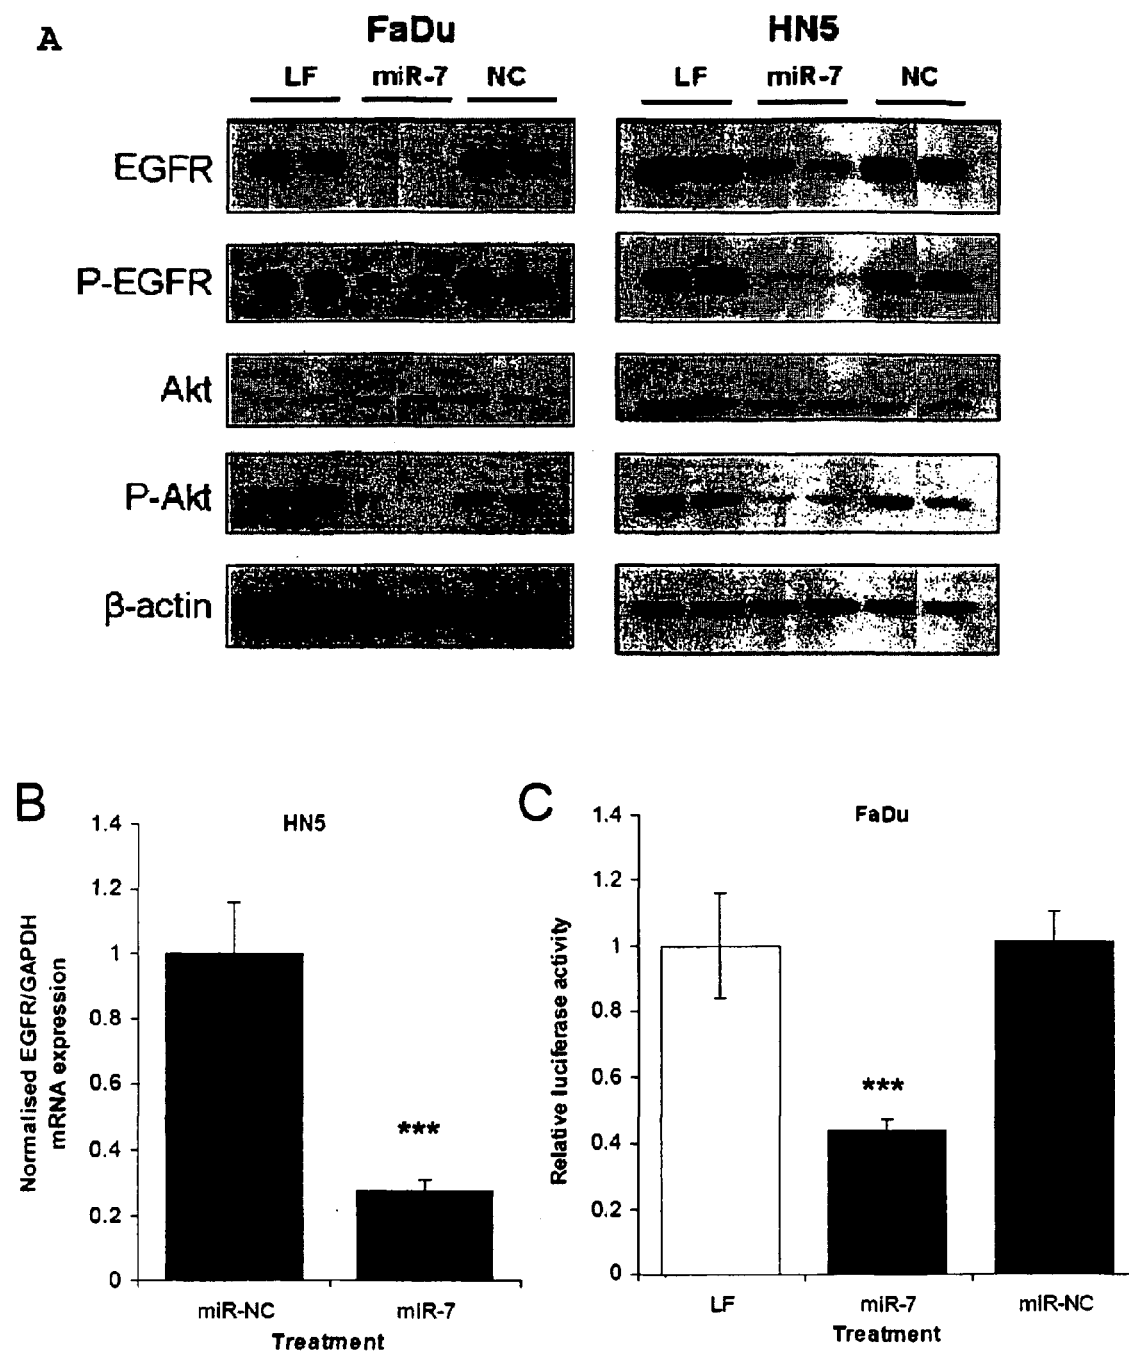 A
FaDu HN5
LF miR-7 NC LF miR-7 NC
EGFR
P-EGFR
Akt
P-Akt
β-actin
B
HN5
Normalised EGFR/GAPDH
mRNA expression
1.4
1.2
1
0.8
0.6
0.4
0.2
0
***
miR-NC miR-7
Treatment
C
FaDu
Relative luciferase activity
1.4
1.2
1
0.8
0.6
0.4
0.2
0
***
LF miR-7 miR-NC
Treatment